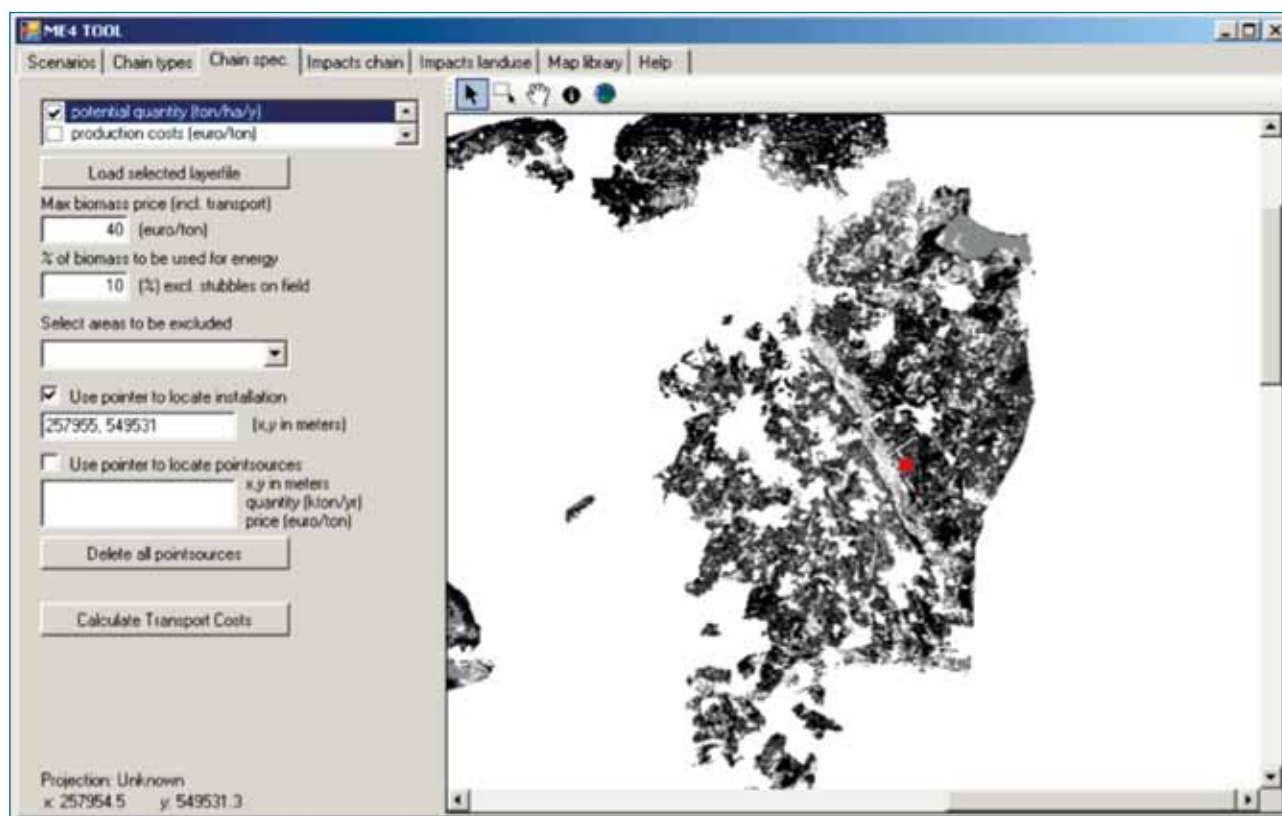 ME4 TOOL
Scenarios Chain types Chain spec. Impacts chain Impacts landuse Map library Help
potential quantity (ton/ha/y)
production costs (euro/ton)
Load selected layerfile
Max biomass price (incl. transport)
40 (euro/ton)
% of biomass to be used for energy
10 (%) excl. stubbles on field
Select areas to be excluded
Use pointer to locate installation
257955, 549531 (x,y in meters)
Use pointer to locate pointsources
x,y in meters
quantity (kton/yr)
price (euro/ton)
Delete all pointsources
Calculate Transport Costs
Projection: Unknown
x: 257954.5 y: 549531.3